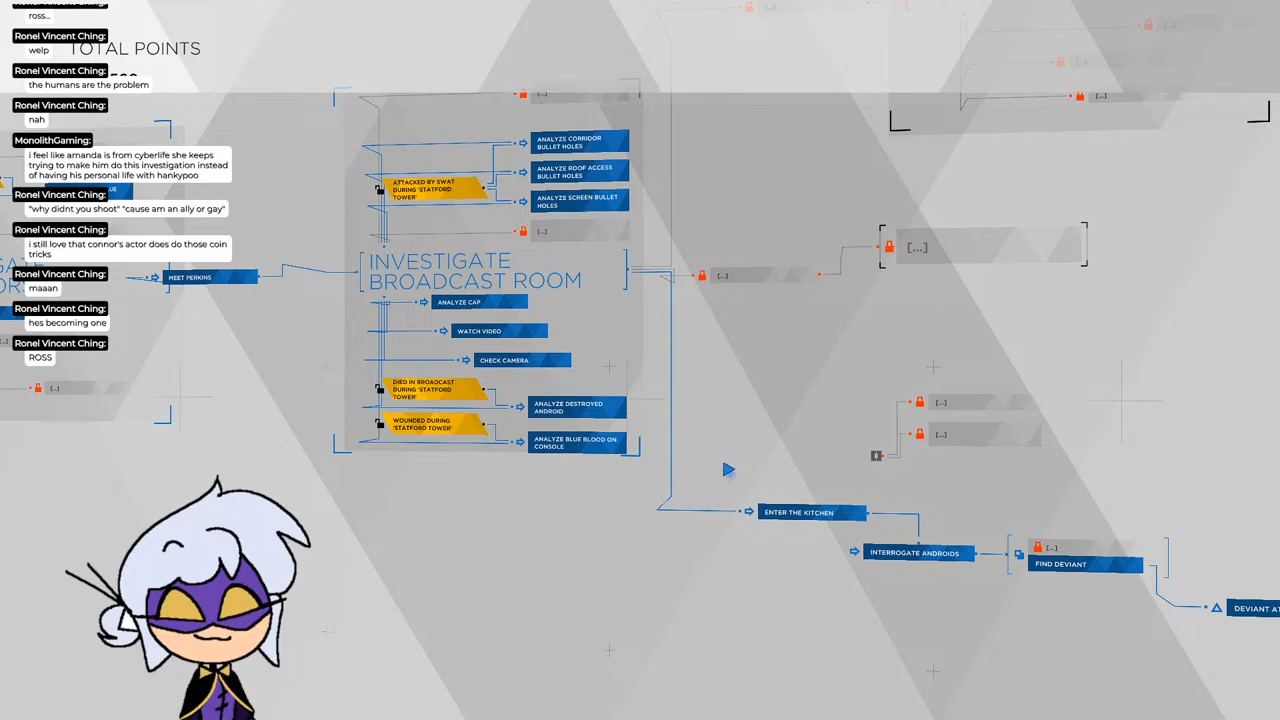 Ronel Vincent Ching:
ross...
Ronel Vincent Ching:
welp
TOTAL POINTS
Ronel Vincent Ching:
the humans are the problem
Ronel Vincent Ching:
nah
MonolithGaming:
i feel like amanda is from cyberlife she keeps
trying to make him do this investigation instead
of having his personal life with hankypoo
Ronel Vincent Ching:
"why didnt you shoot" "cause am an ally or gay"
Ronel Vincent Ching:
i still love that connor's actor does do those coin
tricks
Ronel Vincent Ching:
maaan
Ronel Vincent Ching:
hes becoming one
Ronel Vincent Ching:
ROSS
MEET PERKINS
[...]
[...]
ANALYZE CORRIDOR
BULLET HOLES
ANALYZE ROOF ACCESS
BULLET HOLES
ATTACKED BY SWAT
DURING 'STATFORD
TOWER'
ANALYZE SCREEN BULLET
HOLES
[...]
INVESTIGATE
BROADCAST ROOM
ANALYZE CAP
WATCH VIDEO
CHECK CAMERA
DIED IN BROADCAST
DURING 'STATFORD
TOWER'
ANALYZE DESTROYED
ANDROID
WOUNDED DURING
'STATFORD TOWER'
ANALYZE BLUE BLOOD ON
CONSOLE
[...]
[...]
[...]
[...]
[...]
[...]
[...]
[...]
ENTER THE KITCHEN
INTERROGATE ANDROIDS
[...]
FIND DEVIANT
DEVIANT AT